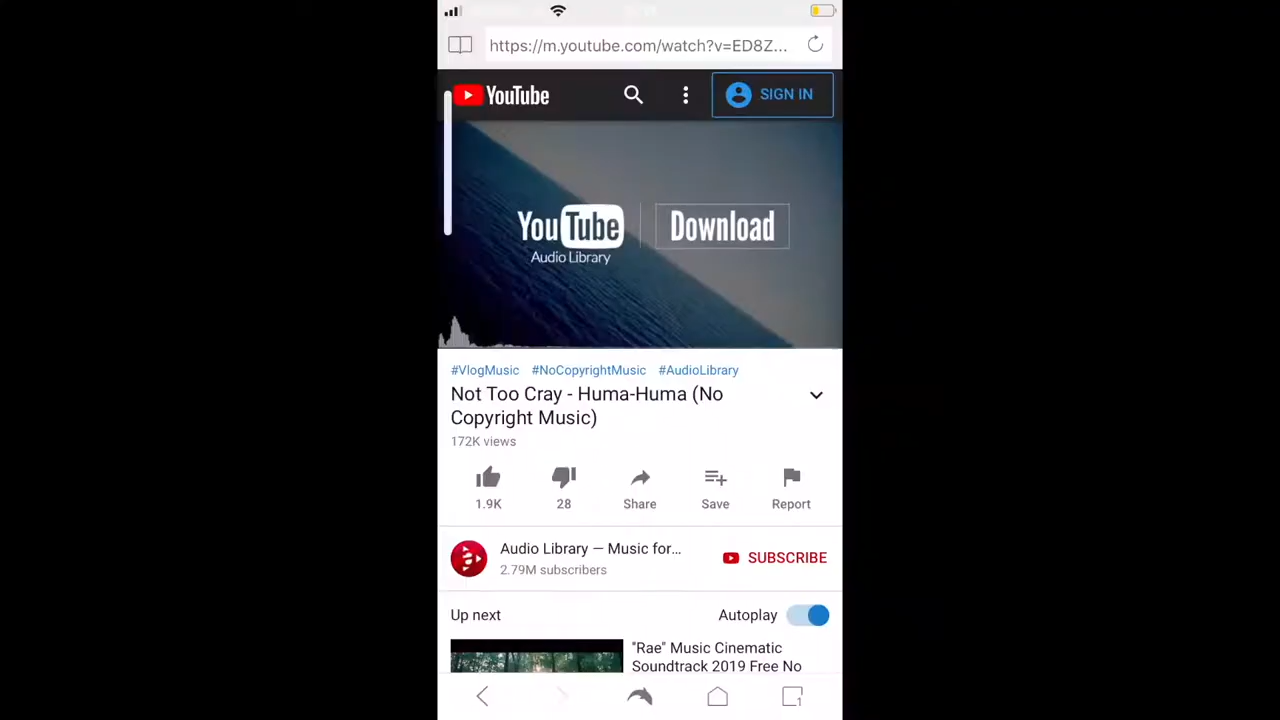 https://m.youtube.com/watch?v=ED8Z...
YouTube
SIGN IN
YouTube
Audio Library
Download
#VlogMusic #NoCopyrightMusic #AudioLibrary
Not Too Cray - Huma-Huma (No
Copyright Music)
172K views
1.9K
28
Share
Save
Report
Audio Library — Music for...
2.79M subscribers
SUBSCRIBE
Up next
Autoplay
"Rae" Music Cinematic
Soundtrack 2019 Free No
1